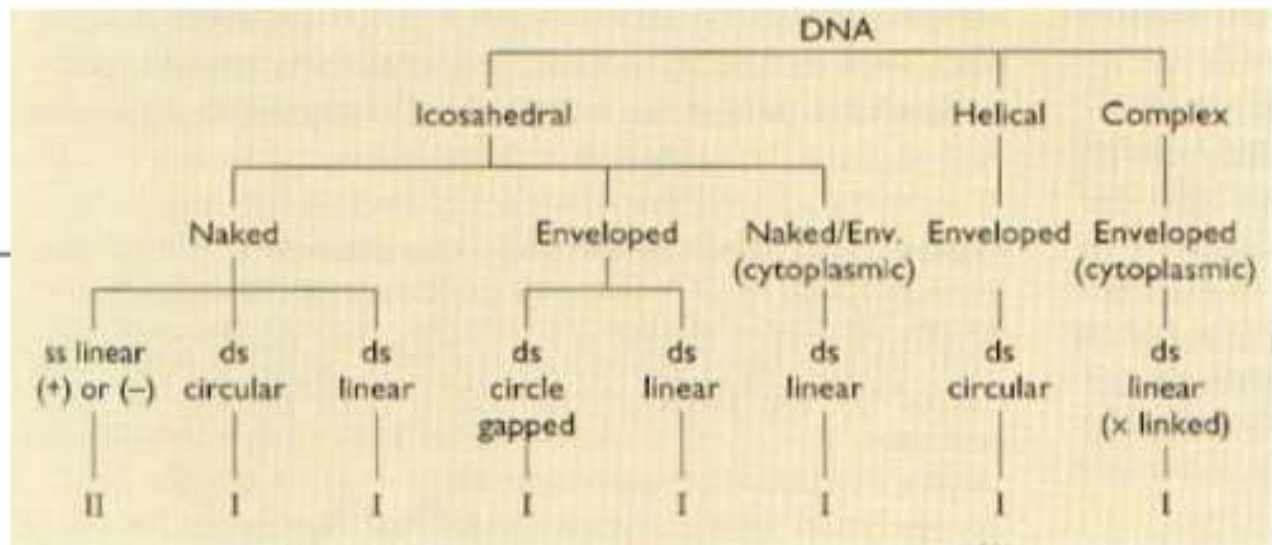 DNA
Icosahedral Helical Complex
Naked Enveloped Naked/Env. Enveloped Enveloped
(cytoplasmic) (cytoplasmic)
ss linear ds ds ds ds ds ds ds
(+) or (−) circular linear circle linear linear circular linear
gapped (x linked)
II I I I I I I I